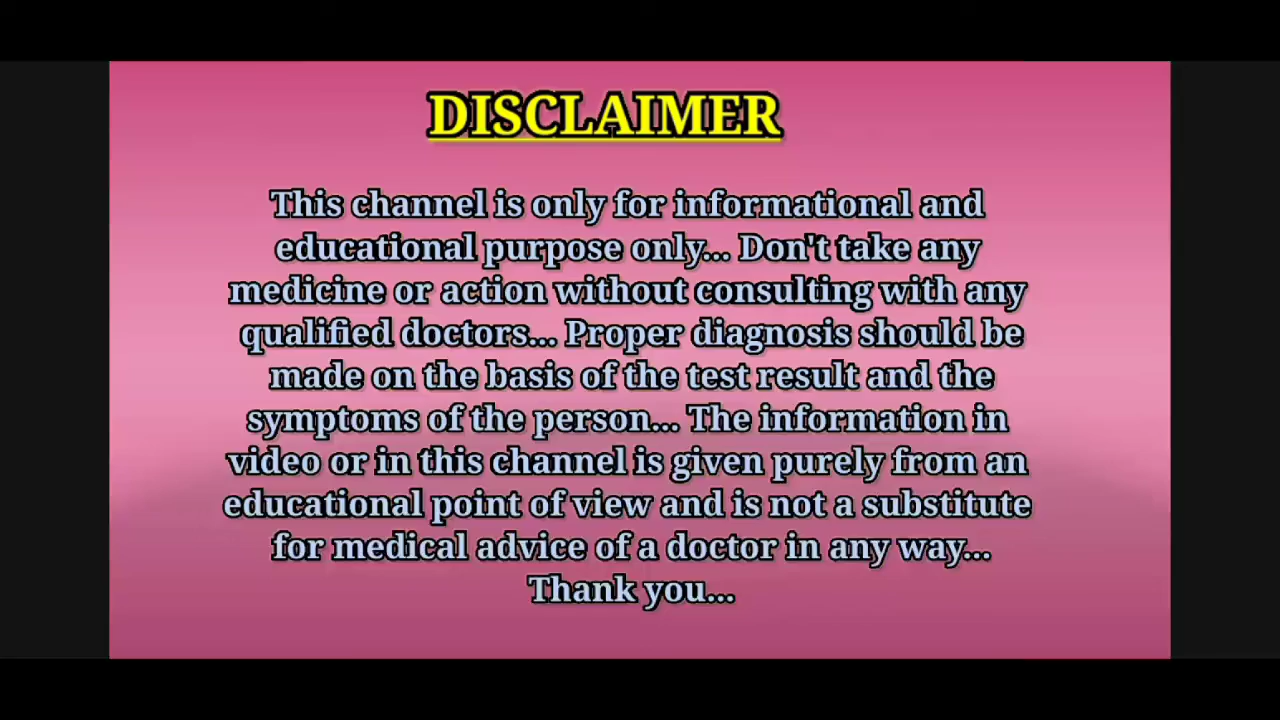 DISCLAIMER
This channel is only for informational and
educational purpose only... Don't take any
medicine or action without consulting with any
qualified doctors... Proper diagnosis should be
made on the basis of the test result and the
symptoms of the person... The information in
video or in this channel is given purely from an
educational point of view and is not a substitute
for medical advice of a doctor in any way...
Thank you...